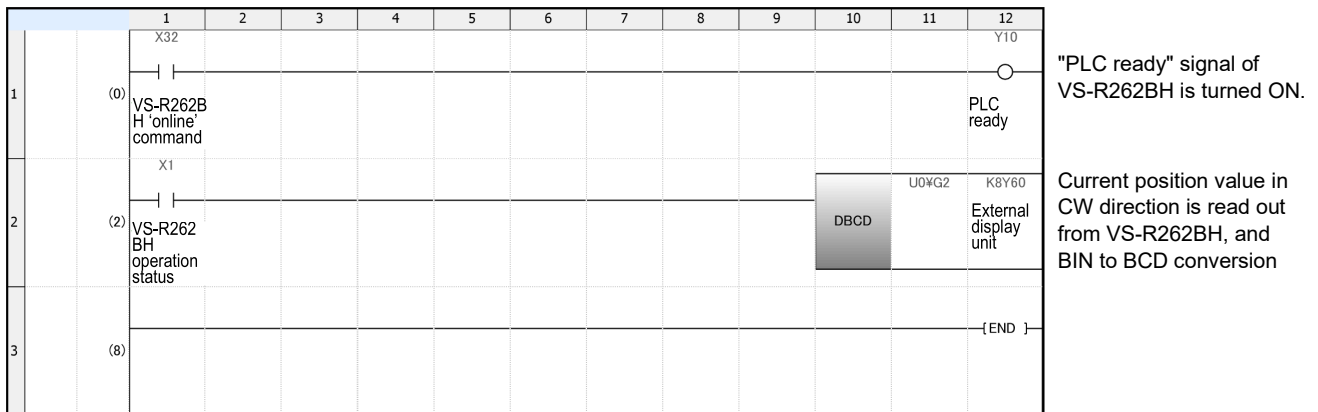 1 2 3 4 5 6 7 8 9 10 11 12
X32 Y10
1 (0)
VS-R262B
H ‘online’
command
PLC
ready
"PLC ready" signal of
VS-R262BH is turned ON.
X1
2 (2)
VS-R262
BH
operation
status
DBCD
U0¥G2 K8Y60
External
display
unit
Current position value in
CW direction is read out
from VS-R262BH, and
BIN to BCD conversion
3 (8)
[END ]